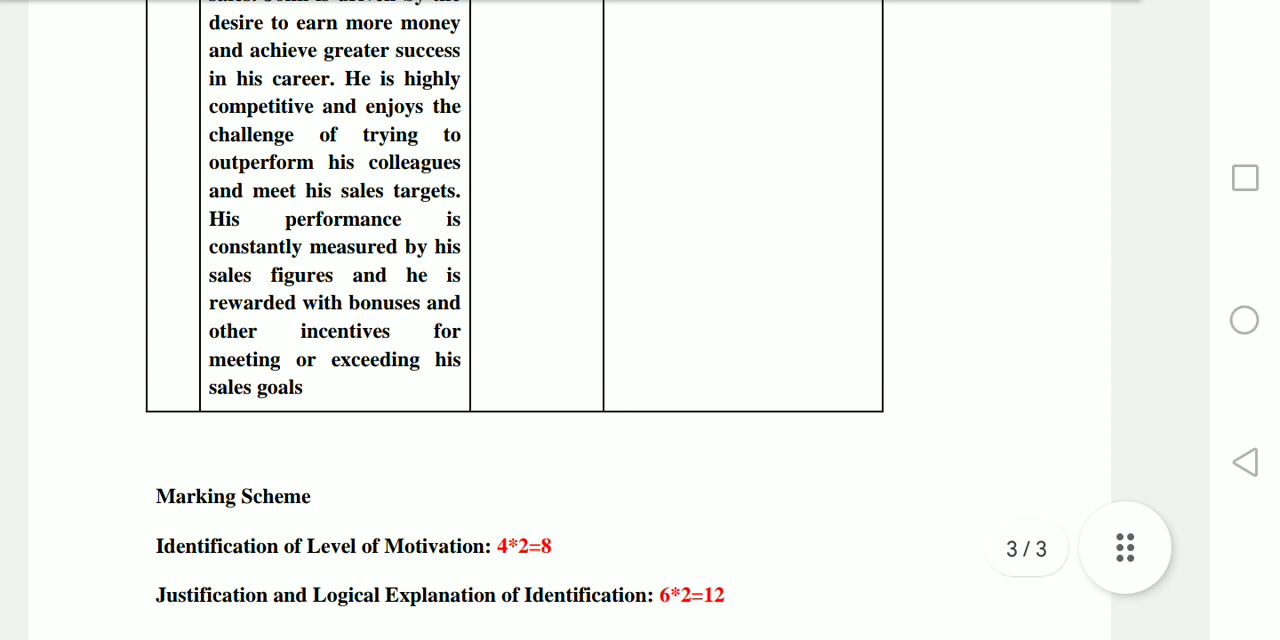 desire to earn more money
and achieve greater success
in his career. He is highly
competitive and enjoys the
challenge of trying to
outperform his colleagues
and meet his sales targets.
His performance is
constantly measured by his
sales figures and he is
rewarded with bonuses and
other incentives for
meeting or exceeding his
sales goals
Marking Scheme
Identification of Level of Motivation: 4*2=8
3 / 3
Justification and Logical Explanation of Identification: 6*2=12